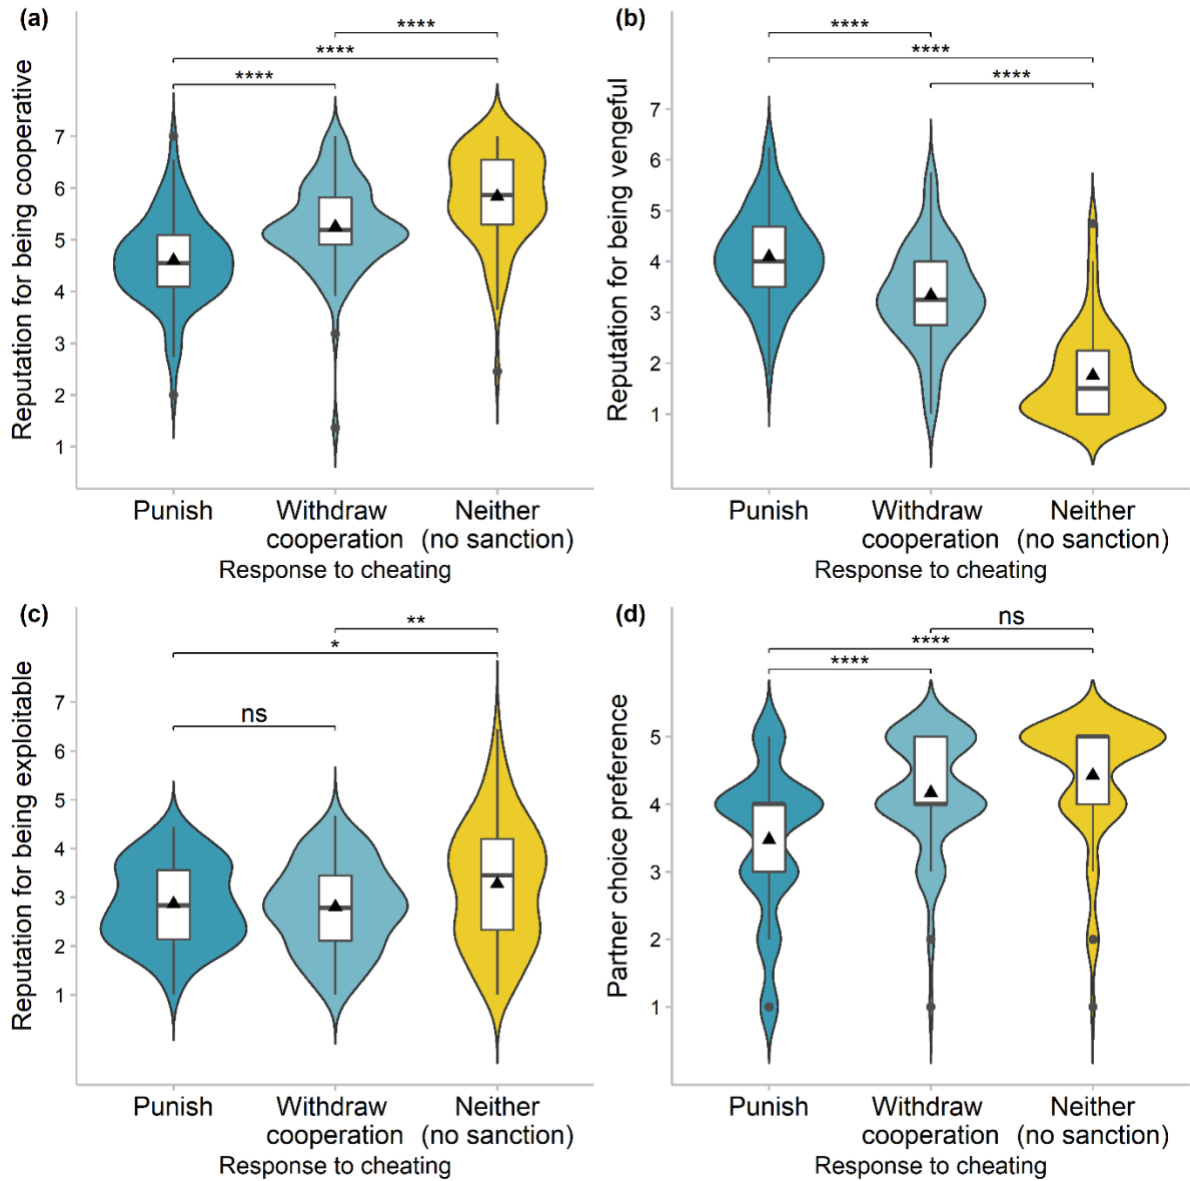 (a)
Reputation for being cooperative
****
****
****
7
6
5
4
3
2
1
Punish
Withdraw
cooperation
Neither
(no sanction)
Response to cheating
(b)
Reputation for being vengeful
****
****
****
7
6
5
4
3
2
1
Punish
Withdraw
cooperation
Neither
(no sanction)
Response to cheating
(c)
Reputation for being exploitable
**
*
ns
7
6
5
4
3
2
1
Punish
Withdraw
cooperation
Neither
(no sanction)
Response to cheating
(d)
Partner choice preference
ns
****
****
5
4
3
2
1
Punish
Withdraw
cooperation
Neither
(no sanction)
Response to cheating